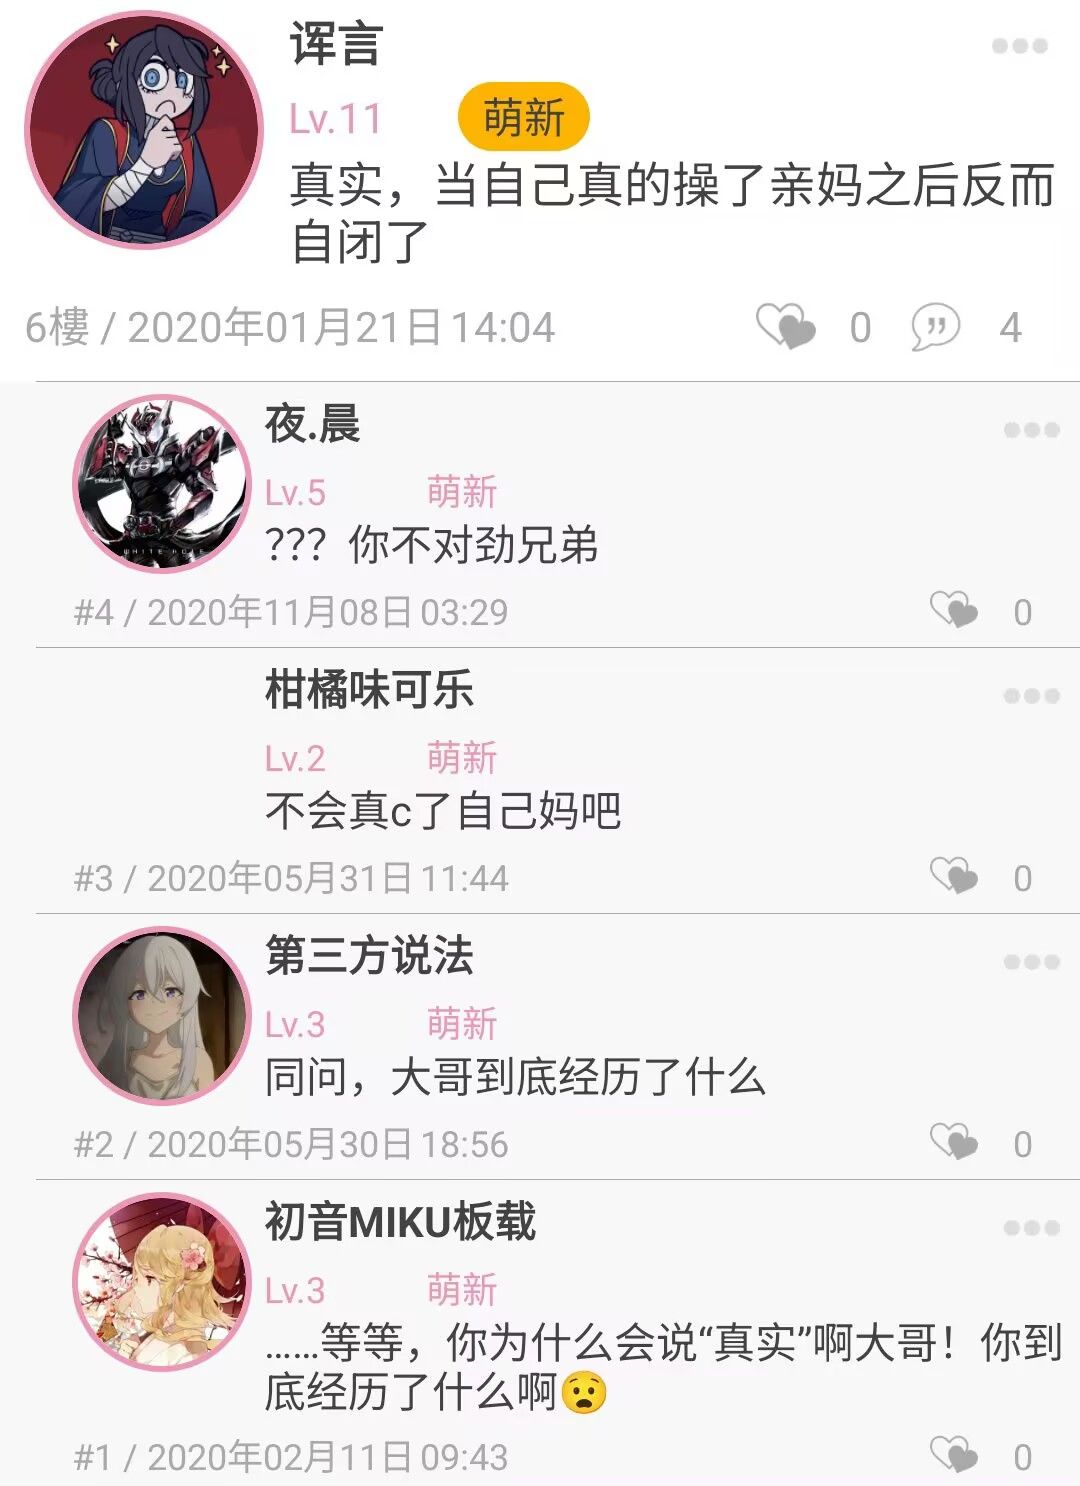 诨言
Lv.11 萌新
真实，当自己真的操了亲妈之后反而
自闭了
6樓 / 2020年01月21日 14:04 0 4
夜.晨
Lv.5 萌新
??? 你不对劲兄弟
WHITE HOLE
#4 / 2020年11月08日 03:29 0
柑橘味可乐
Lv.2 萌新
不会真c了自己妈吧
#3 / 2020年05月31日 11:44 0
第三方说法
Lv.3 萌新
同问，大哥到底经历了什么
#2 / 2020年05月30日 18:56 0
初音MIKU板载
Lv.3 萌新
……等等，你为什么会说“真实”啊大哥！你到
底经历了什么啊😧
#1 / 2020年02月11日 09:43 0